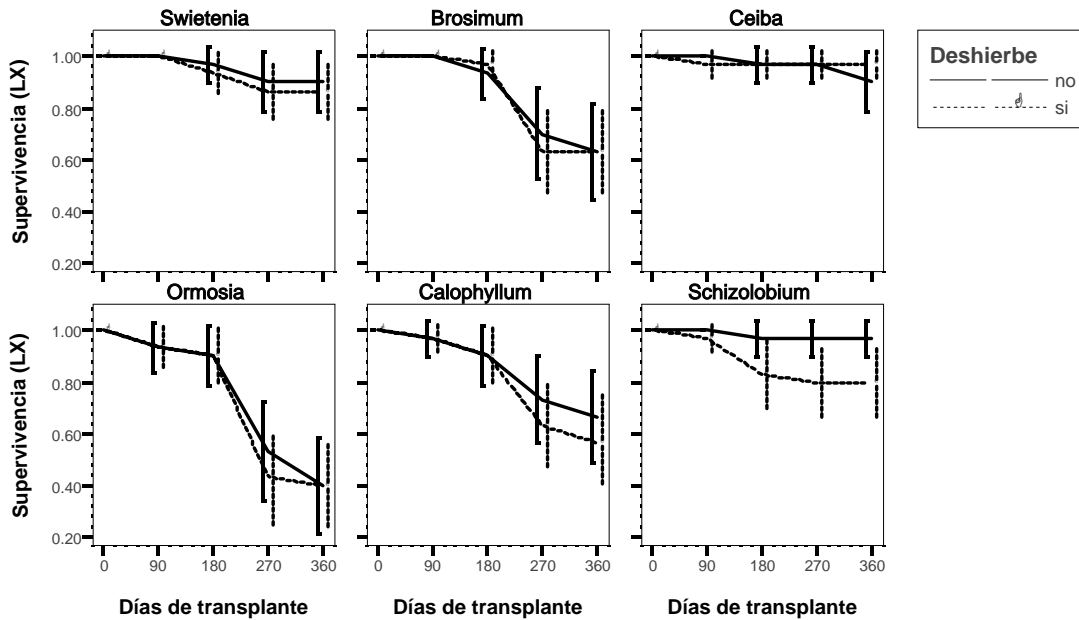 Swietenia
Brosimum
Ceiba
Deshierbe
no
si
Supervivencia (LX)
1.00
0.80
0.60
0.40
0.20
Ormosia
Calophyllum
Schizolobium
Supervivencia (LX)
1.00
0.80
0.60
0.40
0.20
0 90 180 270 360
0 90 180 270 360
0 90 180 270 360
Días de transplante
Días de transplante
Días de transplante